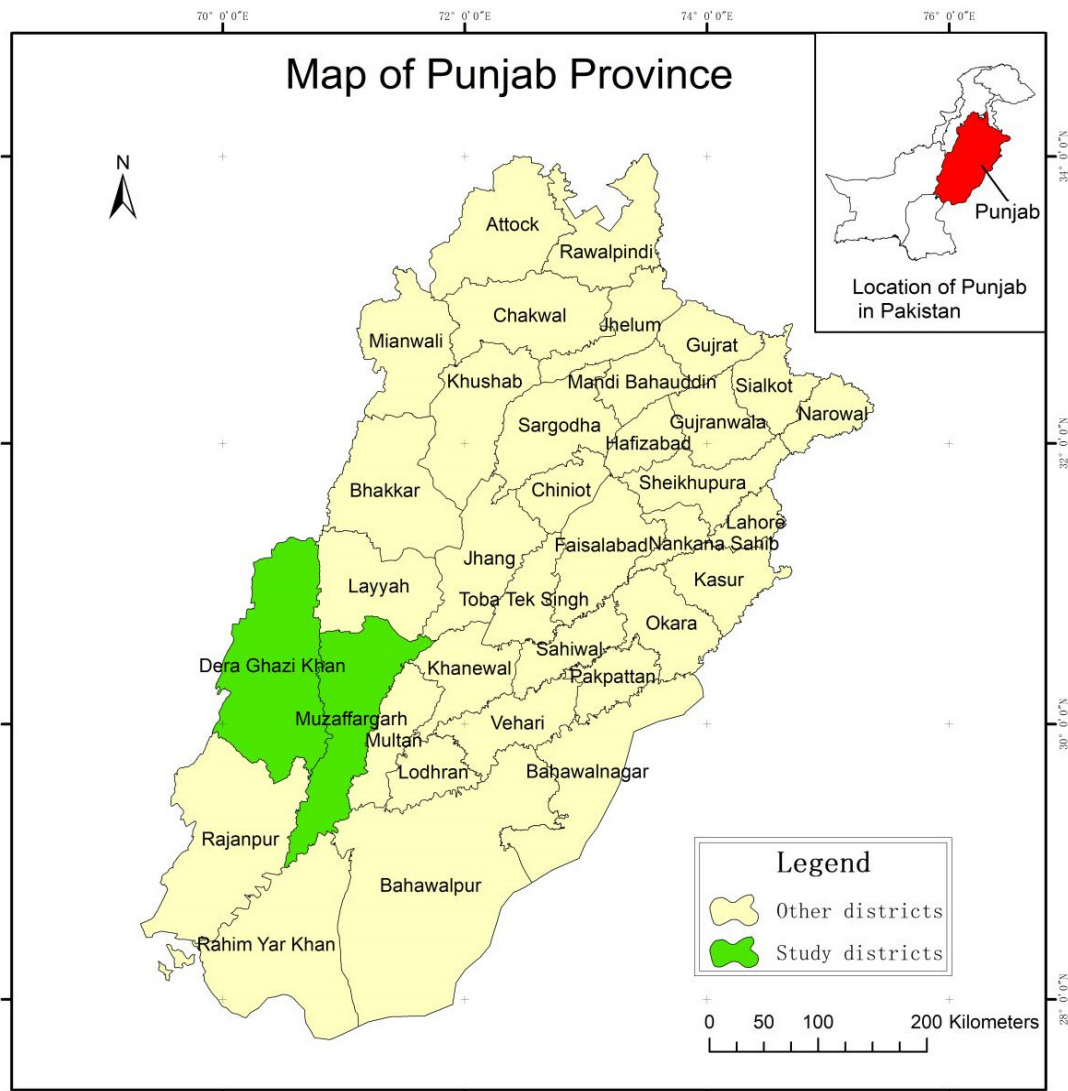 70° 0'0"E
72° 0'0"E
74° 0'0"E
76° 0'0"E
Map of Punjab Province
N
34° 0'0"N
Punjab
Location of Punjab
in Pakistan
Attock
Rawalpindi
Chakwal
Jhelum
Mianwali
Gujrat
Khushab
Mandi Bahauddin
Sialkot
Narowal
Sargodha
Gujranwala
Hafizabad
32° 0'0"N
Bhakkar
Chiniot
Sheikhupura
Lahore
Faisalabad
Nankana Sahib
Jhang
Kasur
Layyah
Toba Tek Singh
Okara
Sahiwal
Dera Ghazi Khan
Khanewal
Pakpattan
Muzaffargarh
Vehari
Multan
30° 0'0"N
Lodhran
Bahawalnagar
Rajanpur
Bahawalpur
Rahim Yar Khan
Legend
Other districts
Study districts
28° 0'0"N
0 50 100 200 Kilometers